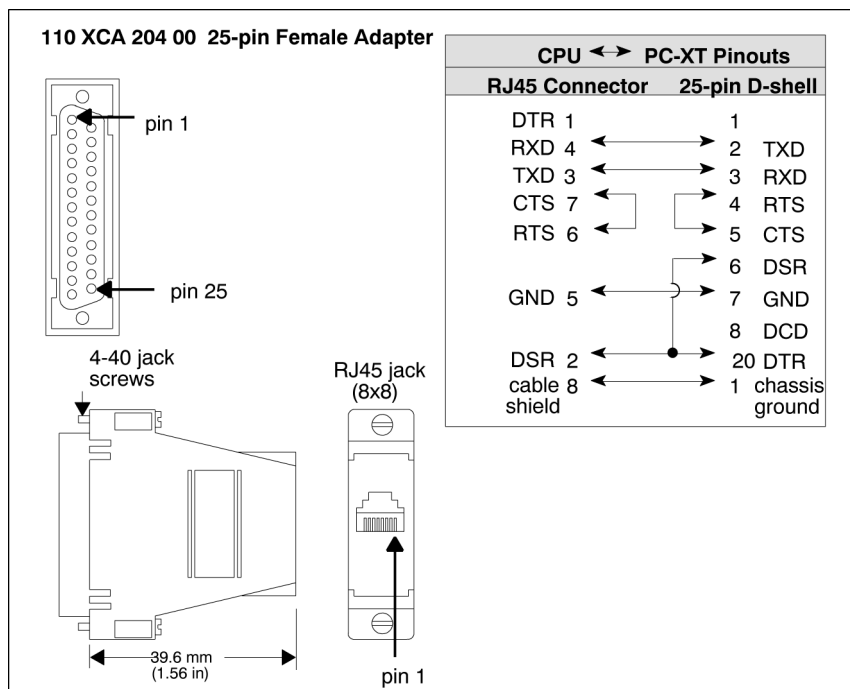 110 XCA 204 00 25-pin Female Adapter
pin 1
pin 25
4-40 jack
screws
RJ45 jack
(8x8)
39.6 mm
(1.56 in)
pin 1
CPU PC-XT Pinouts
RJ45 Connector 25-pin D-shell
DTR 1 1
RXD 4 2 TXD
TXD 3 3 RXD
CTS 7 4 RTS
RTS 6 5 CTS
6 DSR
GND 5 7 GND
8 DCD
DSR 2 20 DTR
cable 8 1 chassis
shield ground